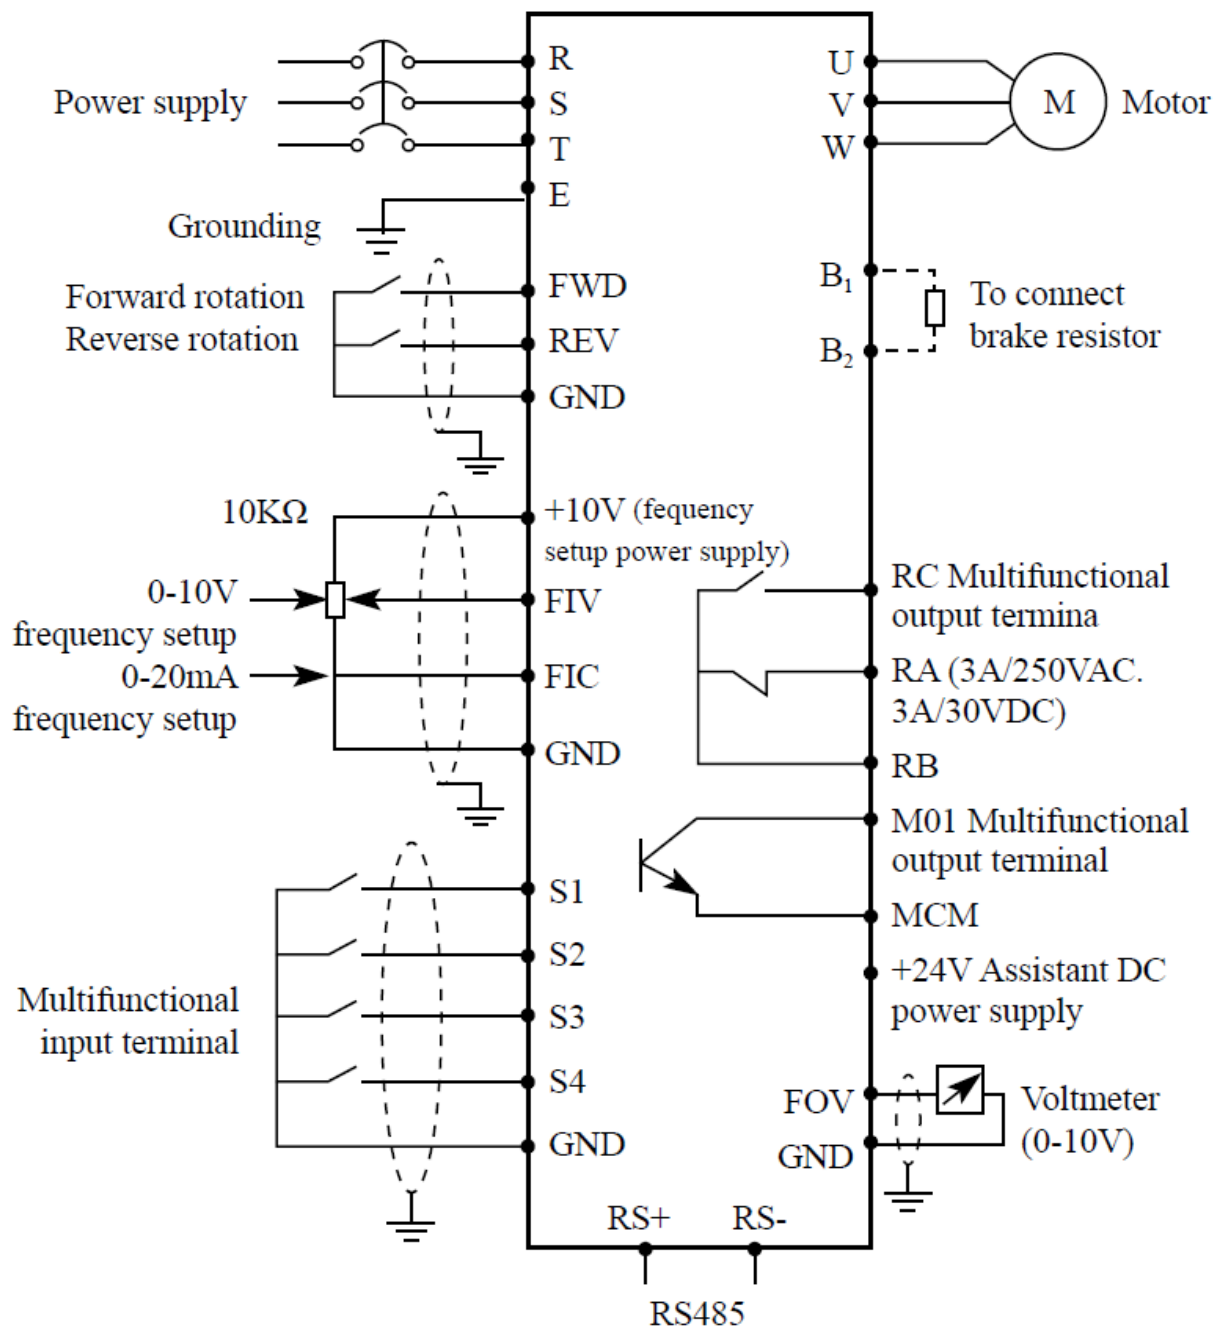 R
S
T
E
Power supply
Grounding
U
V
W
M
Motor
Forward rotation
Reverse rotation
FWD
REV
GND
B1
B2
To connect
brake resistor
10KΩ
+10V (fequency
setup power supply)
0-10V
frequency setup
FIV
0-20mA
frequency setup
FIC
GND
RC Multifunctional
output termina
RA (3A/250VAC.
3A/30VDC)
RB
M01 Multifunctional
output terminal
MCM
+24V Assistant DC
power supply
Multifunctional
input terminal
S1
S2
S3
S4
GND
FOV
GND
Voltmeter
(0-10V)
RS+ RS-
RS485